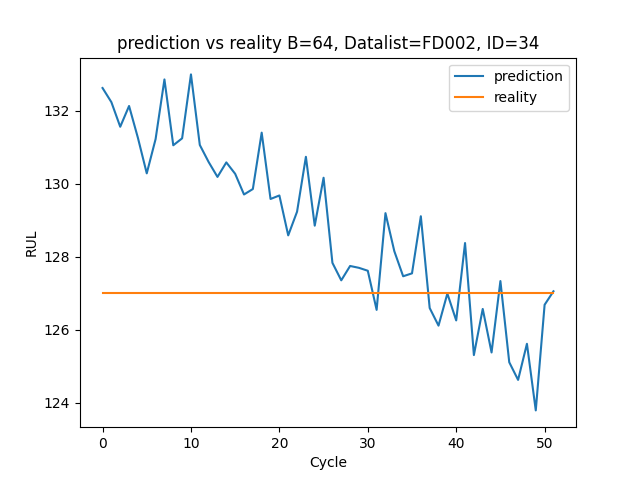 prediction vs reality B=64, Datalist=FD002, ID=34
prediction
reality
132
130
128
126
124
RUL
0 10 20 30 40 50
Cycle